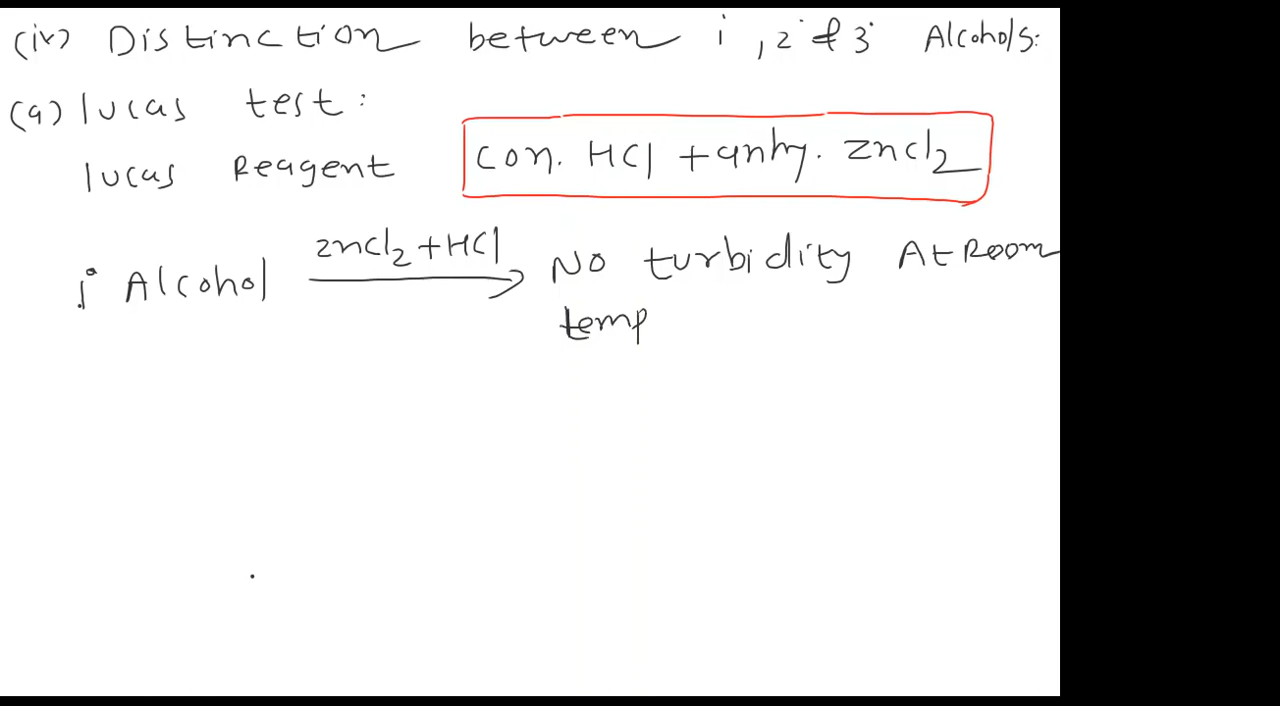 (iv) Distinction between 1°, 2° & 3° Alcohols:
(a) lucas test:
lucas Reagent con. HCl + anhy. ZnCl2
ZnCl2 + HCl
1° Alcohol → No turbidity At Room
temp